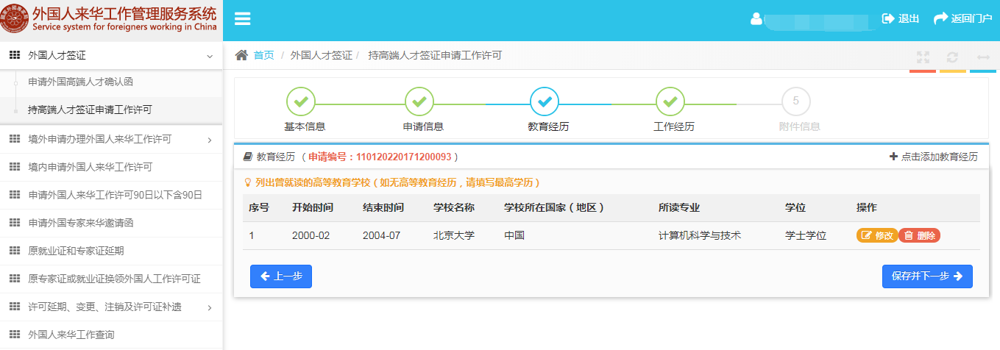 外国人来华工作管理服务系统
Service system for foreigners working in China
退出
返回门户
外国人才签证
申请外国高端人才确认函
持高端人才签证申请工作许可
境外申请办理外国人来华工作许可
境内申请外国人来华工作许可
申请外国人来华工作许可90日以下含90日
申请外国专家来华邀请函
原就业证和专家证延期
原专家证或就业证换领外国人工作许可证
许可延期、变更、注销及许可证补遗
外国人来华工作查询
首页 / 外国人才签证 / 持高端人才签证申请工作许可
5
基本信息 申请信息 教育经历 工作经历 附件信息
教育经历 （申请编号：110120220171200093） 点击添加教育经历
列出曾就读的高等教育学校（如无高等教育经历，请填写最高学历）
序号 开始时间 结束时间 学校名称 学校所在国家（地区） 所读专业 学位 操作
1 2000-02 2004-07 北京大学 中国 计算机科学与技术 学士学位 修改 删除
上一步 保存并下一步